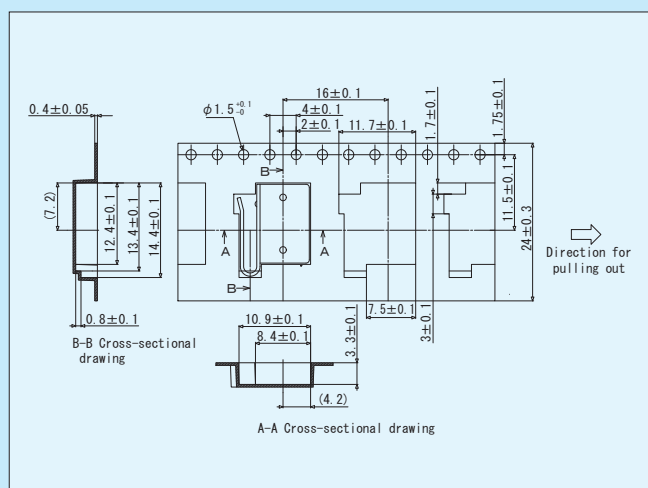 16±0.1
0.4±0.05
φ1.5 +0.1 -0
4±0.1
2±0.1
11.7±0.1
1.7±0.1
1.75±0.1
B
(7.2)
12.4±0.1
13.4±0.1
14.4±0.1
A
A
11.5±0.1
24±0.3
Direction for
pulling out
B
0.8±0.1
7.5±0.1
3±0.1
B-B Cross-sectional
drawing
10.9±0.1
8.4±0.1
3.3±0.1
(4.2)
A-A Cross-sectional drawing